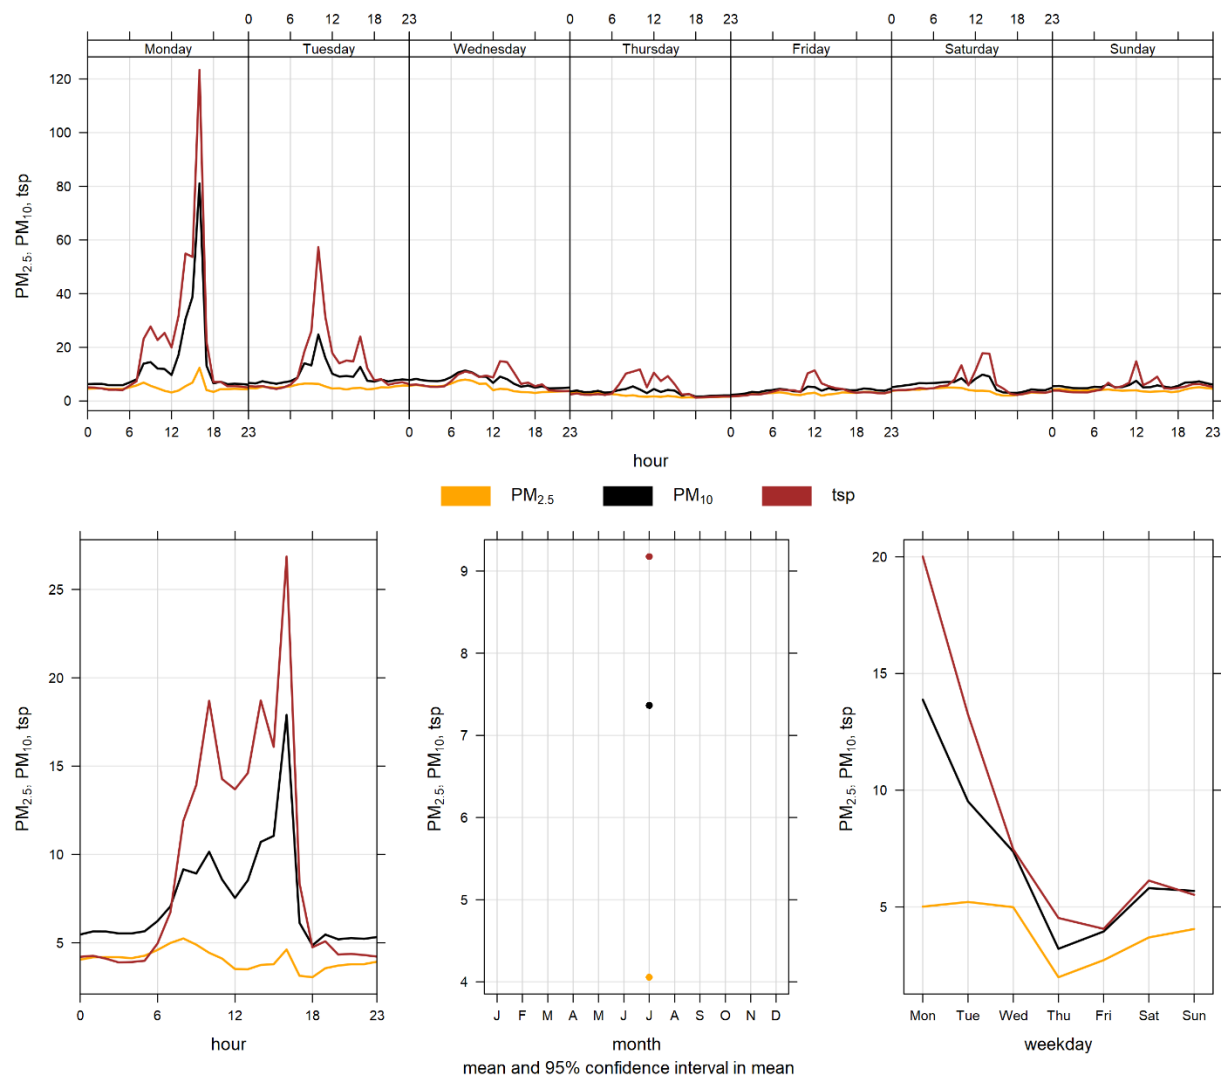 0 6 12 18 23 0 6 12 18 23 0 6 12 18 23
Monday Tuesday Wednesday Thursday Friday Saturday Sunday
120
100
80
60
40
20
0
PM2.5, PM10, tsp
0 6 12 18 0 6 12 18 23 0 6 12 18 23 0 6 12 18 23
hour
PM2.5 PM10 tsp
25
20
15
10
5
PM2.5, PM10, tsp
0 6 12 18 23
hour
9
8
7
6
5
4
PM2.5, PM10, tsp
J F M A M J J A S O N D
month
mean and 95% confidence interval in mean
20
15
10
5
PM2.5, PM10, tsp
Mon Tue Wed Thu Fri Sat Sun
weekday